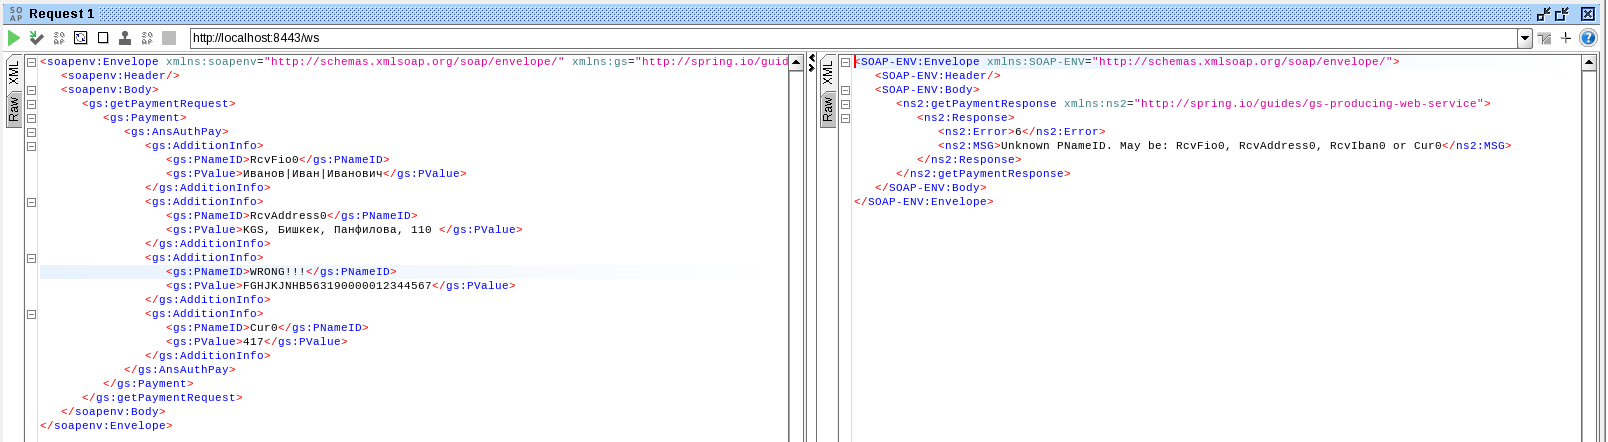 SO AP Request 1
http://localhost:8443/ws
XML
Raw
<soapenv:Envelope xmlns:soapenv="http://schemas.xmlsoap.org/soap/envelope/" xmlns:gs="http://spring.io/guid
<soapenv:Header/>
<soapenv:Body>
<gs:getPaymentRequest>
<gs:Payment>
<gs:AnsAuthPay>
<gs:AdditionInfo>
<gs:PNameID>RcvFio0</gs:PNameID>
<gs:PValue>Иванов|Иван|Иванович</gs:PValue>
</gs:AdditionInfo>
<gs:AdditionInfo>
<gs:PNameID>RcvAddress0</gs:PNameID>
<gs:PValue>KGS, Бишкек, Панфилова, 110 </gs:PValue>
</gs:AdditionInfo>
<gs:AdditionInfo>
<gs:PNameID>WRONG!!!</gs:PNameID>
<gs:PValue>FGHJKJNHB563190000012344567</gs:PValue>
</gs:AdditionInfo>
<gs:AdditionInfo>
<gs:PNameID>Cur0</gs:PNameID>
<gs:PValue>417</gs:PValue>
</gs:AdditionInfo>
</gs:AnsAuthPay>
</gs:Payment>
</gs:getPaymentRequest>
</soapenv:Body>
</soapenv:Envelope>
XML
Raw
<SOAP-ENV:Envelope xmlns:SOAP-ENV="http://schemas.xmlsoap.org/soap/envelope/">
<SOAP-ENV:Header/>
<SOAP-ENV:Body>
<ns2:getPaymentResponse xmlns:ns2="http://spring.io/guides/gs-producing-web-service">
<ns2:Response>
<ns2:Error>6</ns2:Error>
<ns2:MSG>Unknown PNameID. May be: RcvFio0, RcvAddress0, RcvIban0 or Cur0</ns2:MSG>
</ns2:Response>
</ns2:getPaymentResponse>
</SOAP-ENV:Body>
</SOAP-ENV:Envelope>